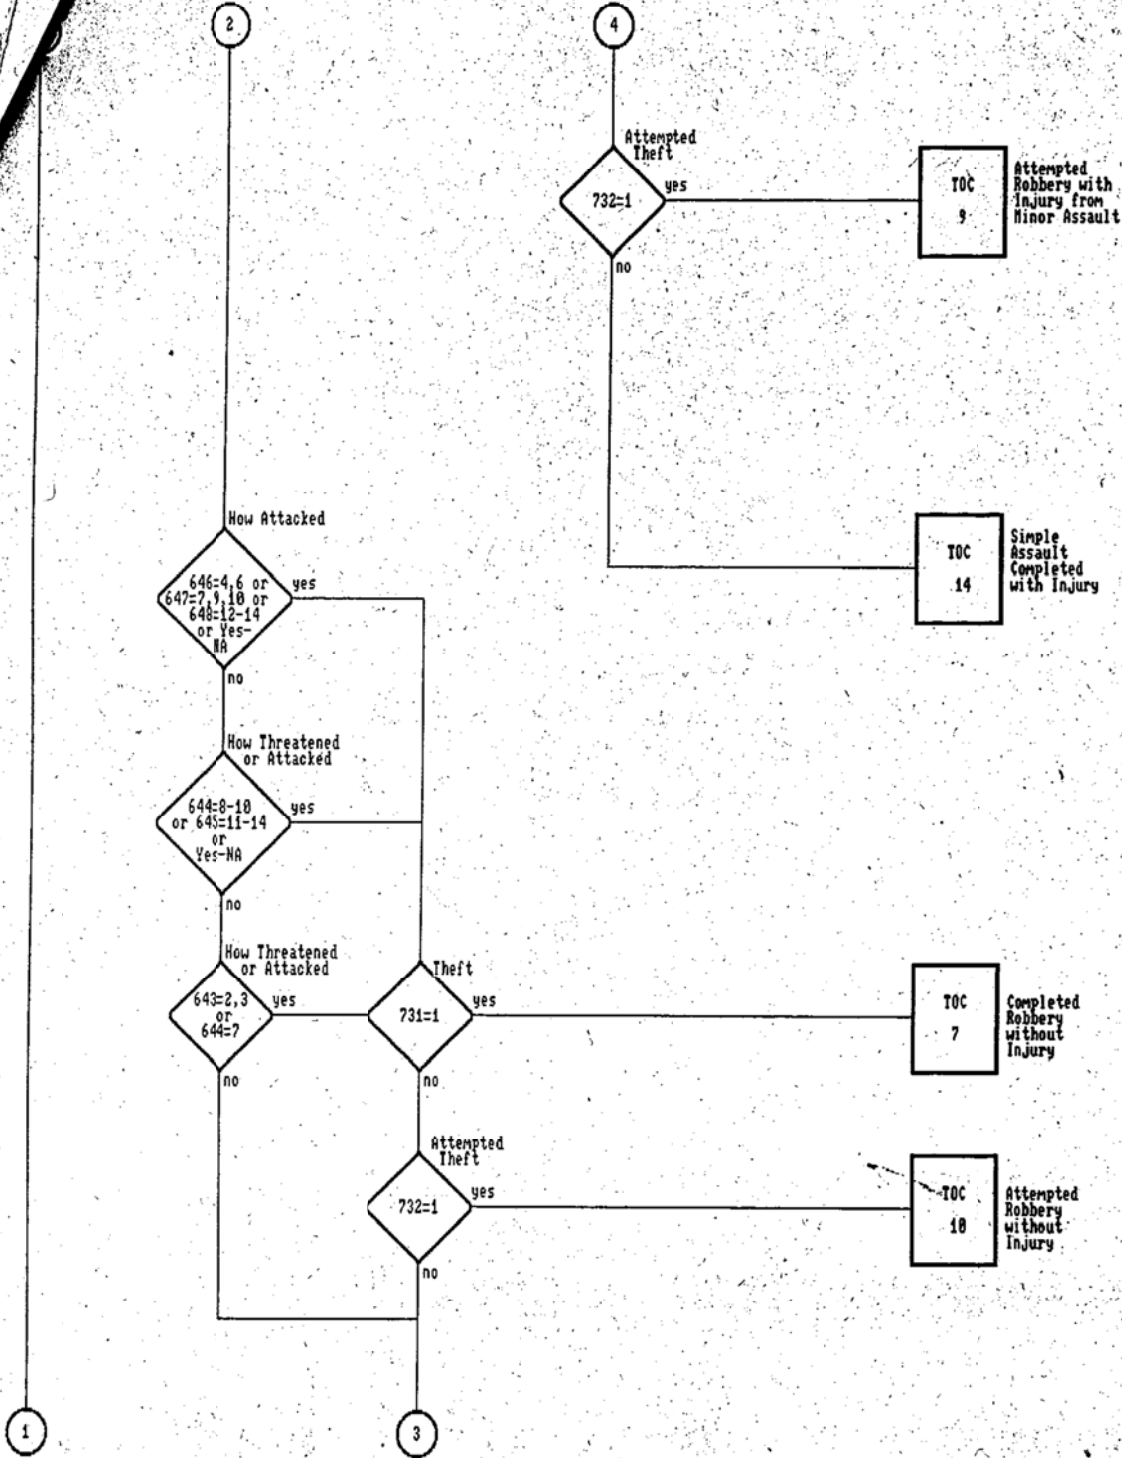 2
4
Attempted
Theft
732=1
yes
no
TOC
9
Attempted
Robbery with
Injury from
Minor Assault
TOC
14
Simple
Assault
Completed
with Injury
How Attacked
646=4,6 or
647=7,9,10 or
648=12-14
or Yes-
NA
yes
no
How Threatened
or Attacked
644=8-10
or 645=11-14
or
Yes-NA
yes
no
How Threatened
or Attacked
643=2,3
or
644=7
yes
no
Theft
731=1
yes
no
TOC
7
Completed
Robbery
without
Injury
Attempted
Theft
732=1
yes
no
TOC
10
Attempted
Robbery
without
Injury
1
3